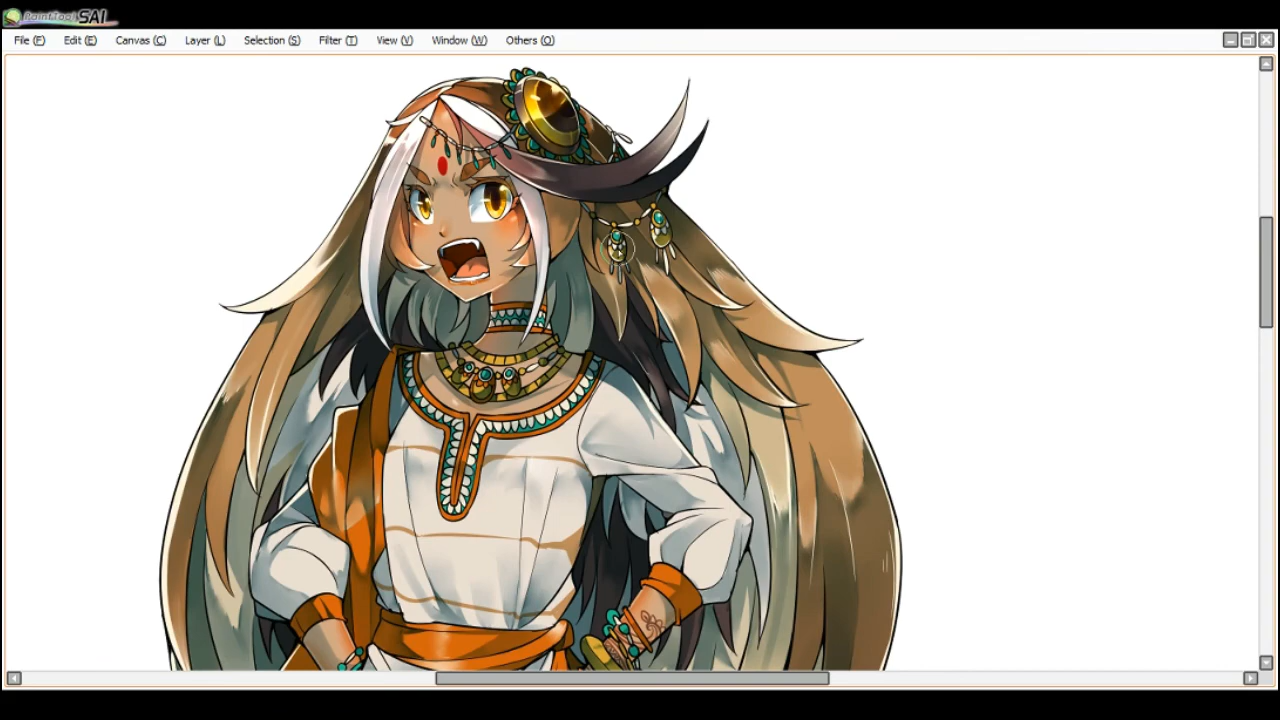 PaintTool SAI
File (F) Edit (E) Canvas (C) Layer (L) Selection (S) Filter (T) View (V) Window (W) Others (O)